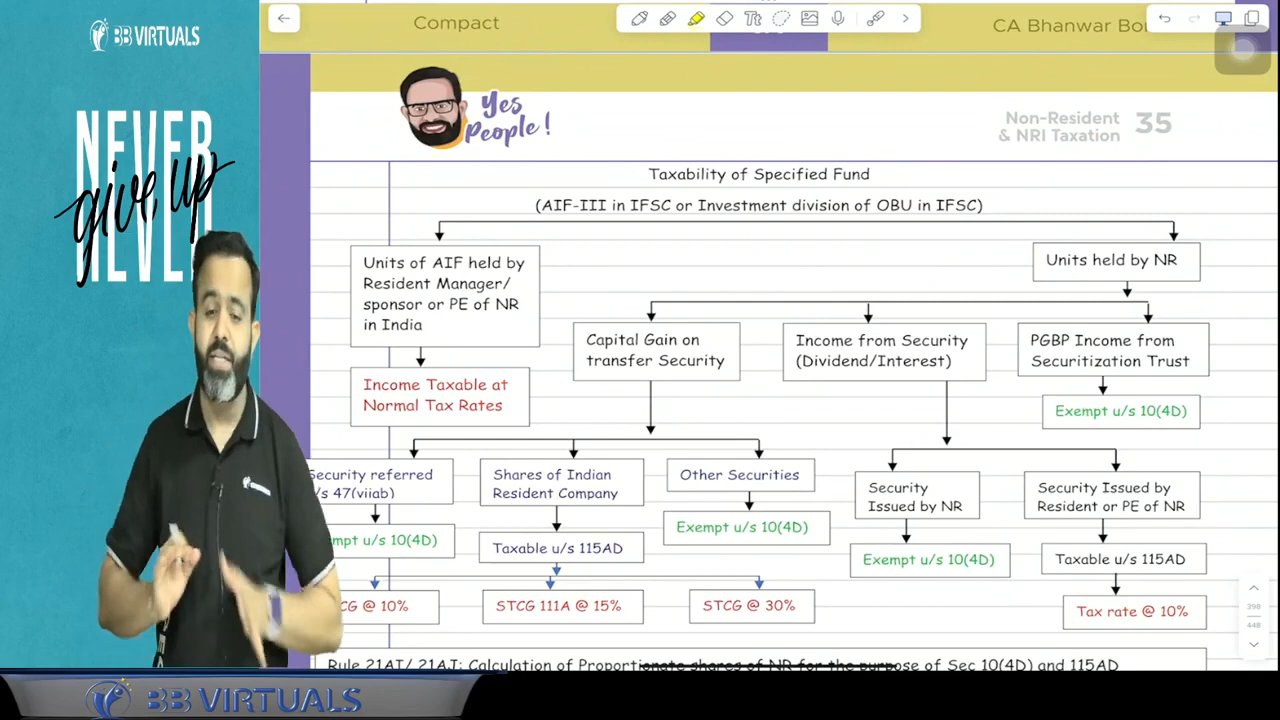 BB VIRTUALS
NEVER
give up
NEVER
Compact
CA Bhanwar
Tt
Yes
People!
Non-Resident
& NRI Taxation
35
Taxability of Specified Fund
(AIF-III in IFSC or Investment division of OBU in IFSC)
Units of AIF held by
Resident Manager/
sponsor or PE of NR
in India
Units held by NR
Capital Gain on
transfer Security
Income from Security
(Dividend/Interest)
PGBP Income from
Securitization Trust
Income Taxable at
Normal Tax Rates
Exempt u/s 10(4D)
Security referred
47(viiab)
Shares of Indian
Resident Company
Other Securities
Security
Issued by NR
Security Issued by
Resident or PE of NR
u/s 10(4D)
Taxable u/s 115AD
Exempt u/s 10(4D)
Exempt u/s 10(4D)
Taxable u/s 115AD
@ 10%
STCG 111A @ 15%
STCG @ 30%
Tax rate @ 10%
398
448
Rule 21AI/ 21AJ: Calculation of Proportionate shares of NR for the purpose of Sec 10(4D) and 115AD
BB VIRTUALS